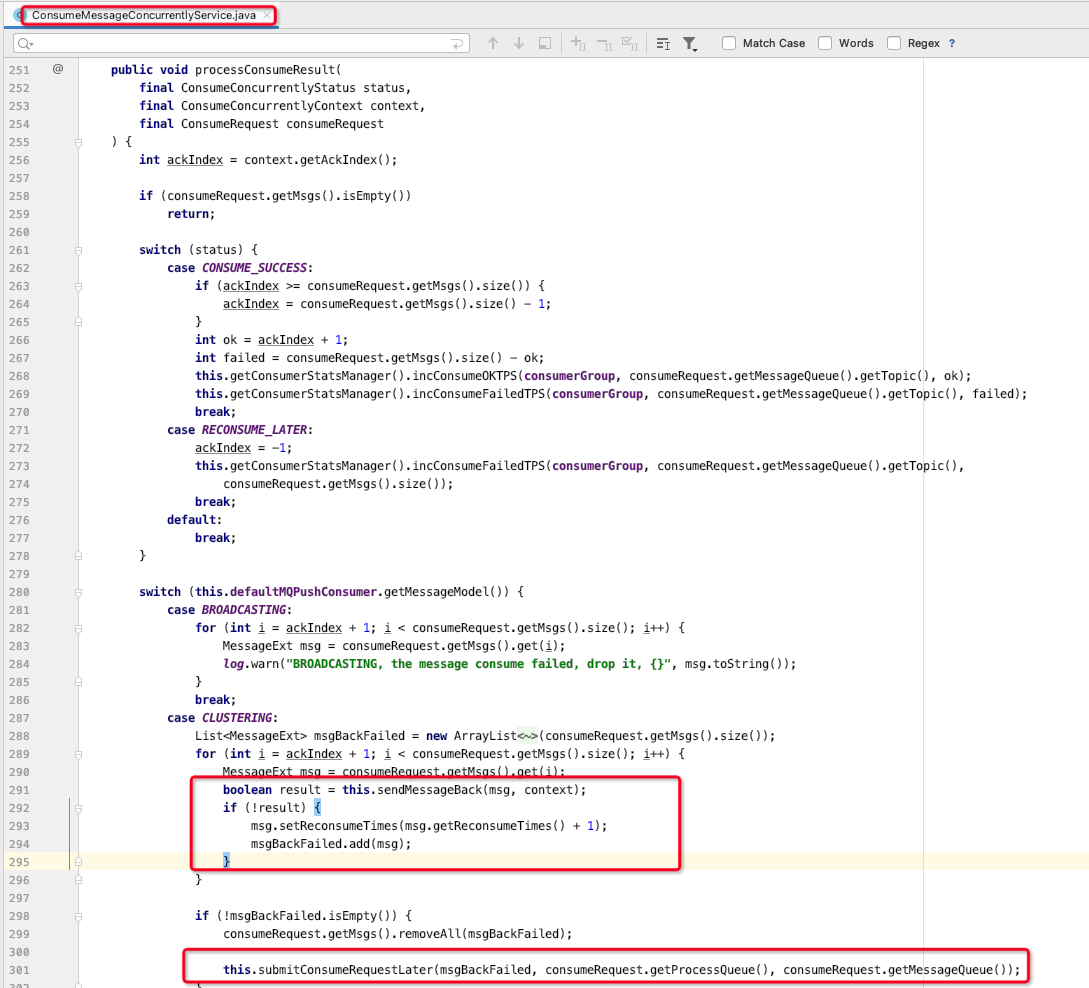 ConsumeMessageConcurrentlyService.java
Match Case Words Regex ?
251 @ public void processConsumeResult(
252 final ConsumeConcurrentlyStatus status,
253 final ConsumeConcurrentlyContext context,
254 final ConsumeRequest consumeRequest
255 ) {
256 int ackIndex = context.getAckIndex();
257
258 if (consumeRequest.getMsgs().isEmpty())
259 return;
260
261 switch (status) {
262 case CONSUME_SUCCESS:
263 if (ackIndex >= consumeRequest.getMsgs().size()) {
264 ackIndex = consumeRequest.getMsgs().size() - 1;
265 }
266 int ok = ackIndex + 1;
267 int failed = consumeRequest.getMsgs().size() - ok;
268 this.getConsumerStatsManager().incConsumeOKTPS(consumerGroup, consumeRequest.getMessageQueue().getTopic(), ok);
269 this.getConsumerStatsManager().incConsumeFailedTPS(consumerGroup, consumeRequest.getMessageQueue().getTopic(), failed);
270 break;
271 case RECONSUME_LATER:
272 ackIndex = -1;
273 this.getConsumerStatsManager().incConsumeFailedTPS(consumerGroup, consumeRequest.getMessageQueue().getTopic(),
274 consumeRequest.getMsgs().size());
275 break;
276 default:
277 break;
278 }
279
280 switch (this.defaultMQPushConsumer.getMessageModel()) {
281 case BROADCASTING:
282 for (int i = ackIndex + 1; i < consumeRequest.getMsgs().size(); i++) {
283 MessageExt msg = consumeRequest.getMsgs().get(i);
284 log.warn("BROADCASTING, the message consume failed, drop it, {}", msg.toString());
285 }
286 break;
287 case CLUSTERING:
288 List<MessageExt> msgBackFailed = new ArrayList<~>(consumeRequest.getMsgs().size());
289 for (int i = ackIndex + 1; i < consumeRequest.getMsgs().size(); i++) {
290 MessageExt msg = consumeRequest.getMsgs().get(i);
291 boolean result = this.sendMessageBack(msg, context);
292 if (!result) {
293 msg.setReconsumeTimes(msg.getReconsumeTimes() + 1);
294 msgBackFailed.add(msg);
295 }
296 }
297
298 if (!msgBackFailed.isEmpty()) {
299 consumeRequest.getMsgs().removeAll(msgBackFailed);
300
301 this.submitConsumeRequestLater(msgBackFailed, consumeRequest.getProcessQueue(), consumeRequest.getMessageQueue());
302 }